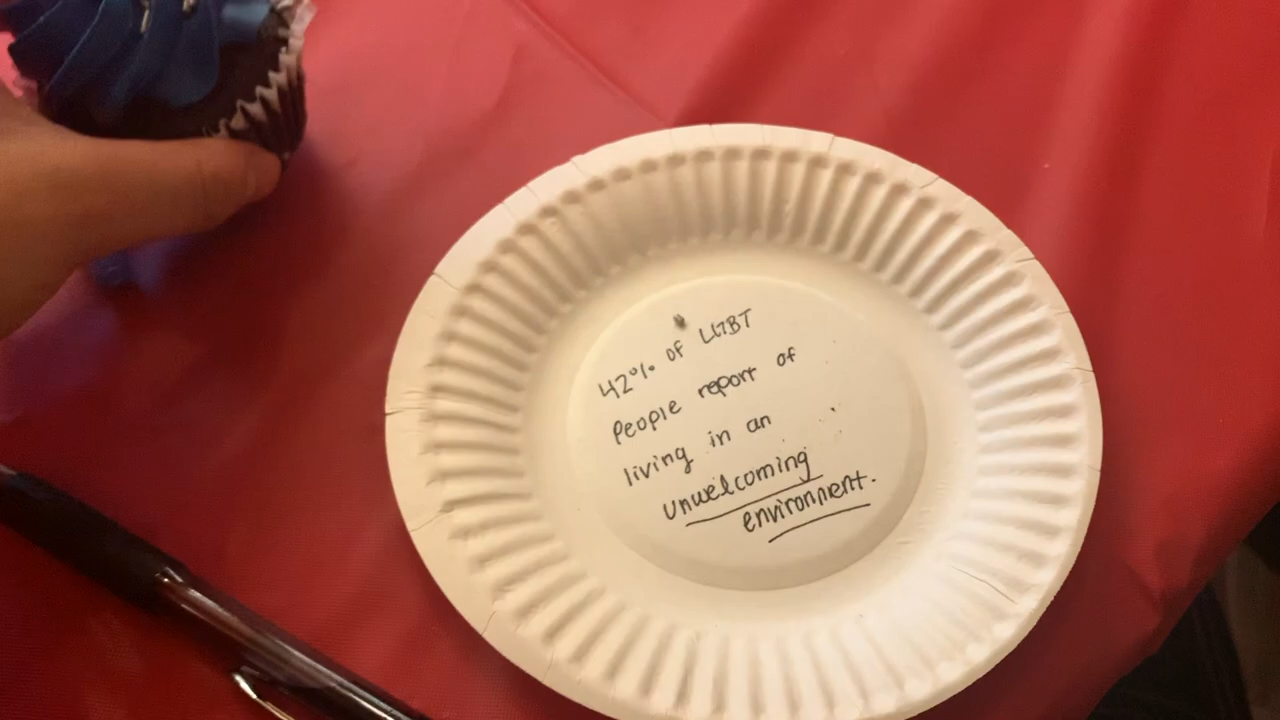 42% of LGBT
People report of
living in an
unwelcoming
environment.